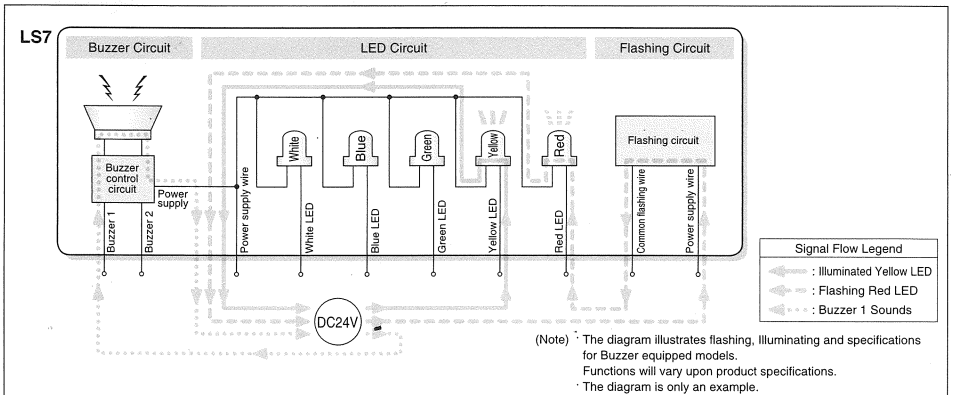 LS7
Buzzer Circuit
LED Circuit
Flashing Circuit
White
Blue
Green
Yellow
Red
Flashing circuit
Buzzer
control
circuit
Power
supply
Buzzer 1
Buzzer 2
Power supply wire
White LED
Blue LED
Green LED
Yellow LED
Red LED
Common flashing wire
Power supply wire
Signal Flow Legend
: Illuminated Yellow LED
: Flashing Red LED
: Buzzer 1 Sounds
DC24V
(Note) · The diagram illustrates flashing, Illuminating and specifications
for Buzzer equipped models.
Functions will vary upon product specifications.
· The diagram is only an example.